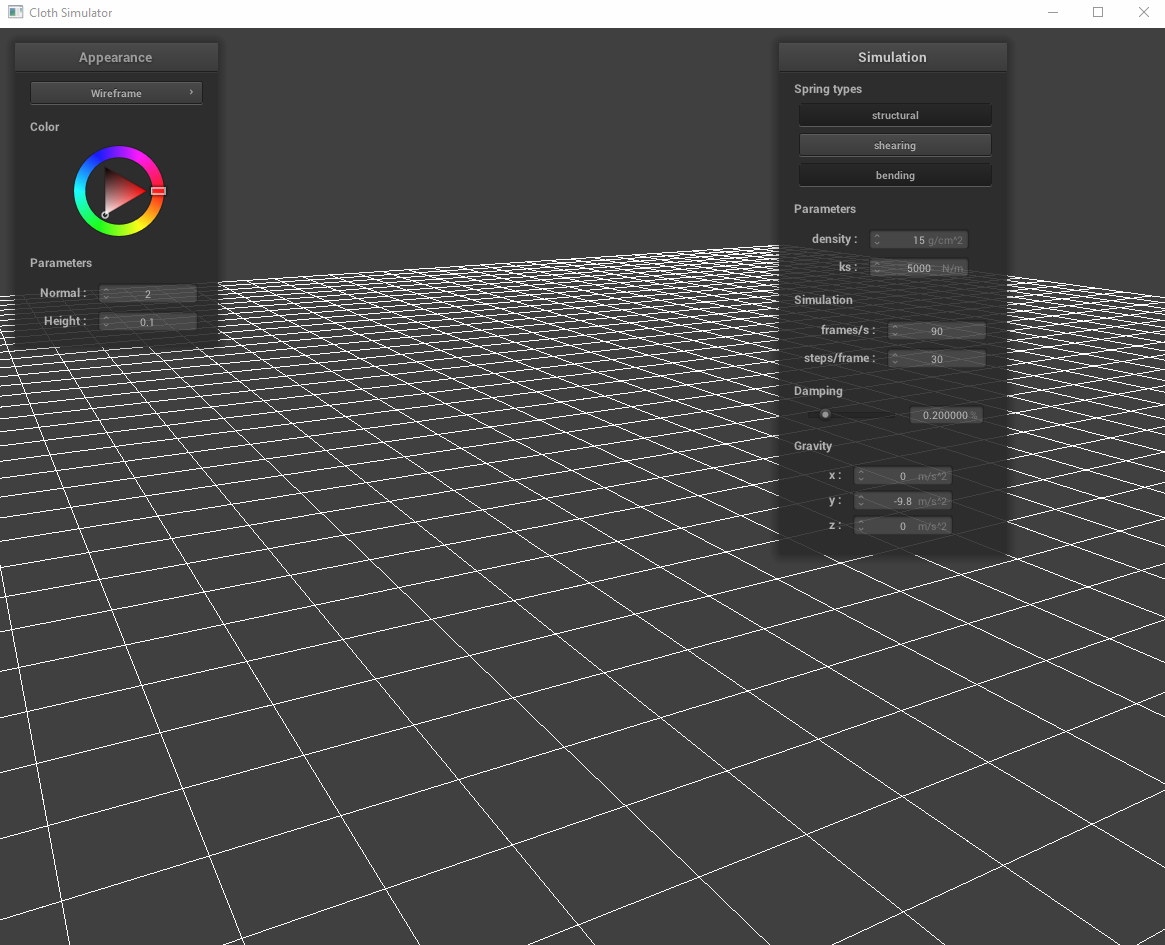 Cloth Simulator
Appearance
Wireframe
Color
Parameters
Normal : 2
Height : 0.1
Simulation
Spring types
structural
shearing
bending
Parameters
density : 15 g/cm^2
ks : 5000 N/m
Simulation
frames/s : 90
steps/frame : 30
Damping
0.200000 %
Gravity
x : 0 m/s^2
y : -9.8 m/s^2
z : 0 m/s^2